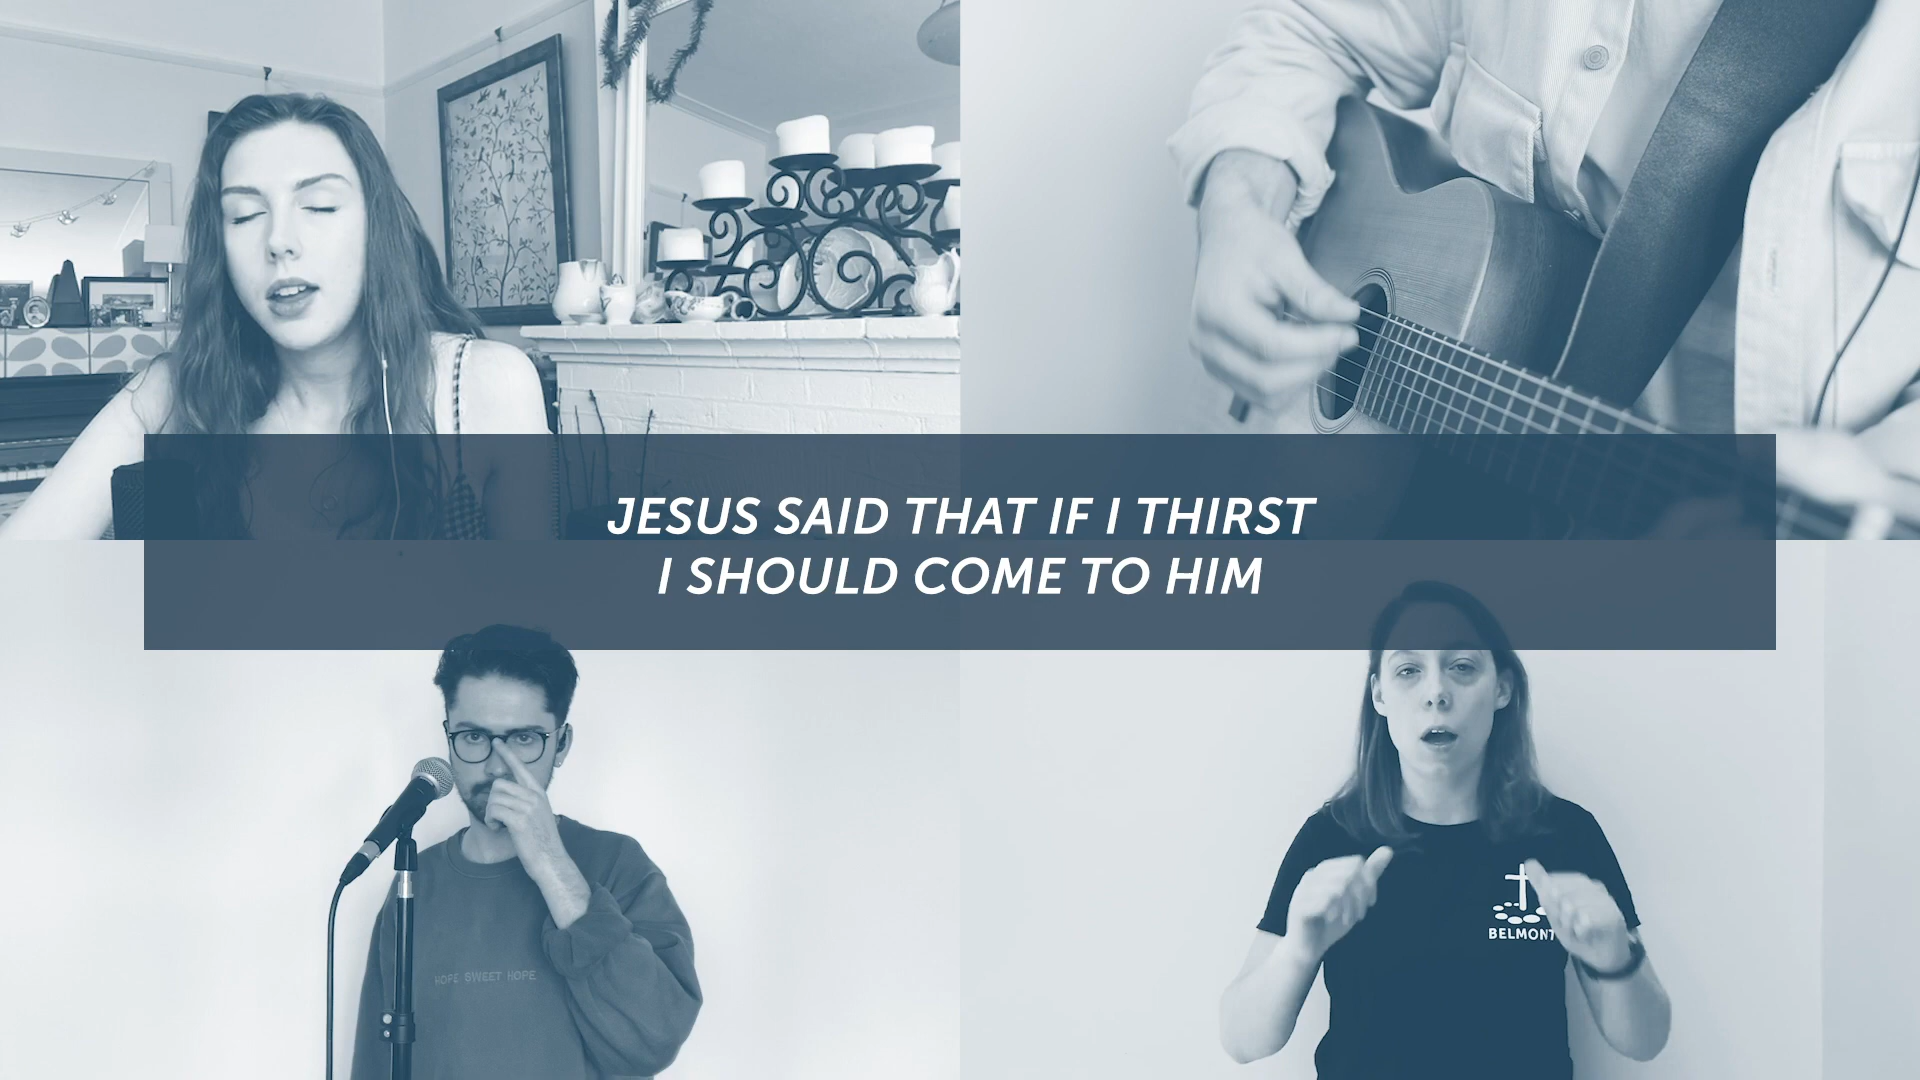 JESUS SAID THAT IF I THIRST
I SHOULD COME TO HIM
HOPE SWEET HOPE
BELMONT